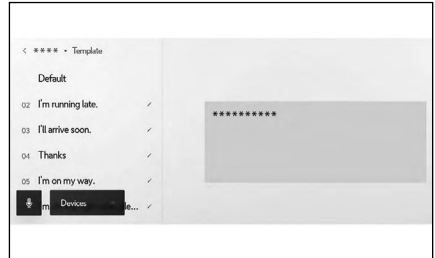 **** • Template
Default
02 I'm running late.
03 I'll arrive soon.
04 Thanks
05 I'm on my way.
Devices
**********